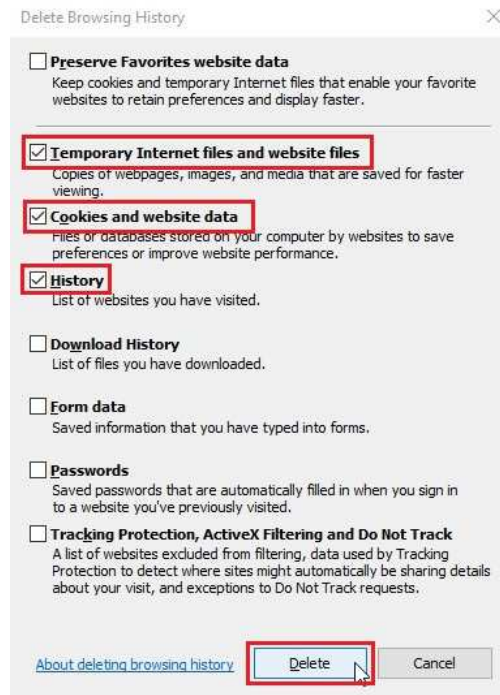 Delete Browsing History
Preserve Favorites website data
Keep cookies and temporary Internet files that enable your favorite
websites to retain preferences and display faster.
Temporary Internet files and website files
Copies of webpages, images, and media that are saved for faster
viewing.
Cookies and website data
Files or databases stored on your computer by websites to save
preferences or improve website performance.
History
List of websites you have visited.
Download History
List of files you have downloaded.
Form data
Saved information that you have typed into forms.
Passwords
Saved passwords that are automatically filled in when you sign in
to a website you've previously visited.
Tracking Protection, ActiveX Filtering and Do Not Track
A list of websites excluded from filtering, data used by Tracking
Protection to detect where sites might automatically be sharing details
about your visit, and exceptions to Do Not Track requests.
About deleting browsing history Delete Cancel